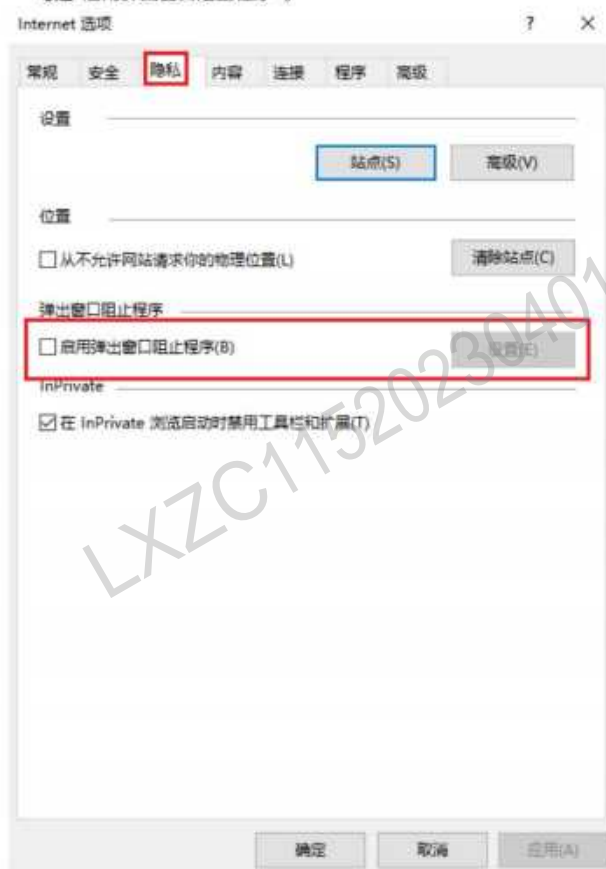 Internet 选项 ? ×
常规 安全 隐私 内容 连接 程序 高级
设置
站点(S) 高级(V)
位置
从不允许网站请求你的物理位置(L) 清除站点(C)
弹出窗口阻止程序
启用弹出窗口阻止程序(B) 设置(E)
InPrivate
在 InPrivate 浏览启动时禁用工具栏和扩展(T)
LXZC11520230401
确定 取消 应用(A)